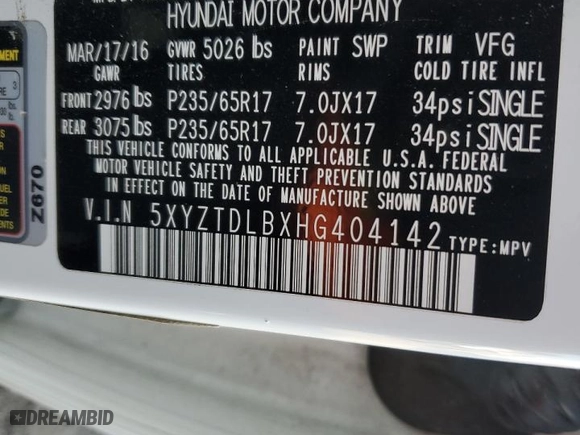 HYUNDAI MOTOR COMPANY
MAR/17/16 GVWR 5026 lbs PAINT SWP TRIM VFG
GAWR TIRES RIMS COLD TIRE INFL
FRONT 2976 lbs P235/65R17 7.0JX17 34psi SINGLE
REAR 3075 lbs P235/65R17 7.0JX17 34psi SINGLE
THIS VEHICLE CONFORMS TO ALL APPLICABLE U.S.A. FEDERAL
MOTOR VEHICLE SAFETY AND THEFT PREVENTION STANDARDS
IN EFFECT ON THE DATE OF MANUFACTURE SHOWN ABOVE.
V.I.N 5XYZTDLBXHG404142 TYPE:MPV
Z670
3
DREAMBID